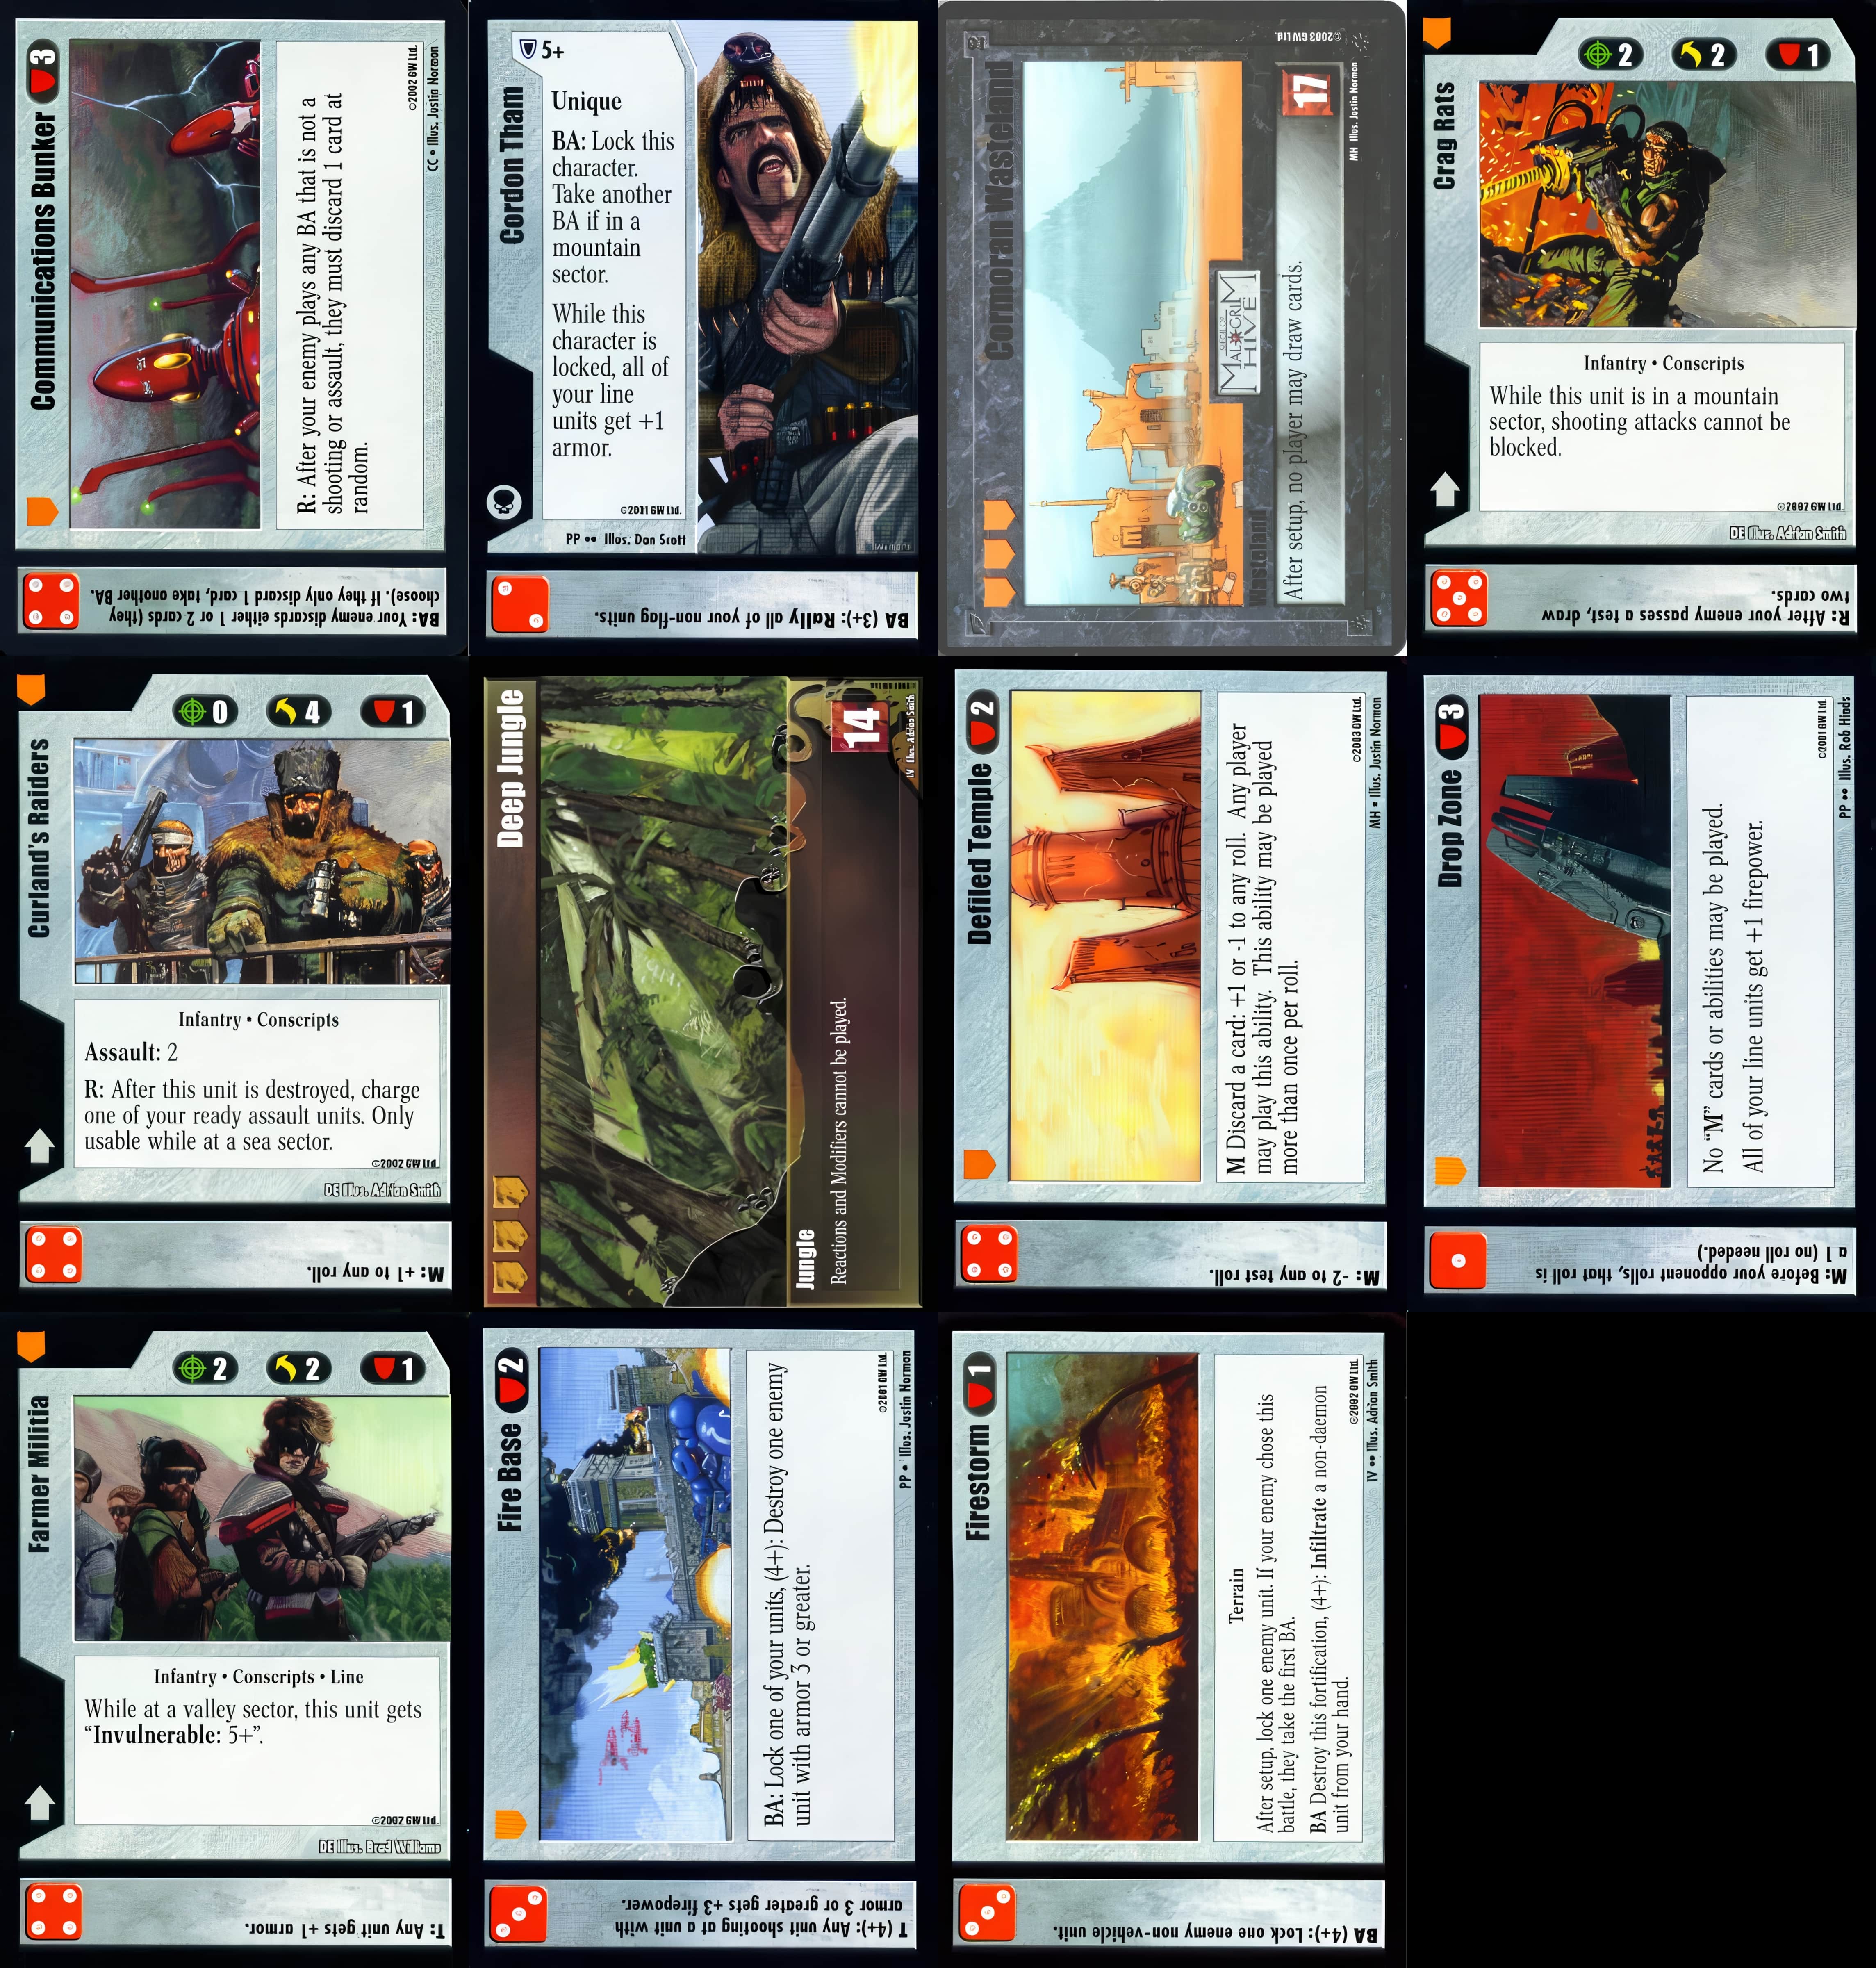 Communications Bunker
3
R: After your enemy plays any BA that is not a
shooting or assault, they must discard 1 card at
random.
©2002 GW Ltd.
CC • Illus. Justin Norman
BA: Your enemy discards either 1 or 2 cards (they
choose). If they only discard 1 card, take another BA.
Cordon Tham
5+
Unique
BA: Lock this
character.
Take another
BA if in a
mountain
sector.
While this
character is
locked, all of
your line
units get +1
armor.
©2001 GW Ltd.
PP •• Illus. Don Scott
BA (3+): Rally all of your non-flag units.
Cormoran Wasteland
SIEGE OF
MALOGRIM
HIVE
Wasteland
17
After setup, no player may draw cards.
MH Illus. Justin Norman
©2003 GW Ltd.
Crag Rats
2
2
1
Infantry • Conscripts
While this unit is in a mountain
sector, shooting attacks cannot be
blocked.
©2002 GW Ltd.
DE Illus. Adrian Smith
R: After your enemy passes a test, draw
two cards.
Curland's Raiders
0
4
1
Infantry • Conscripts
Assault: 2
R: After this unit is destroyed, charge
one of your ready assault units. Only
usable while at a sea sector.
©2002 GW Ltd.
DE Illus. Adrian Smith
M: +1 to any roll.
Deep Jungle
Jungle
14
Reactions and Modifiers cannot be played.
IV Illus. Adrian Smith
Defiled Temple
2
M Discard a card: +1 or -1 to any roll. Any player
may play this ability. This ability may be played
more than once per roll.
©2003 GW Ltd.
MH • Illus. Justin Norman
M: -2 to any test roll.
Drop Zone
3
No “M” cards or abilities may be played.
All of your line units get +1 firepower.
©2001 GW Ltd.
PP •• Illus. Rob Hinds
M: Before your opponent rolls, that roll is
a 1 (no roll needed.)
Farmer Militia
2
2
1
Infantry • Conscripts • Line
While at a valley sector, this unit gets
“Invulnerable: 5+”.
©2002 GW Ltd.
DE Illus. Brad Williams
T: Any unit gets +1 armor.
Fire Base
2
BA: Lock one of your units, (4+): Destroy one enemy
unit with armor 3 or greater.
©2001 GW Ltd.
PP • Illus. Justin Norman
T (4+): Any unit shooting at a unit with
armor 3 or greater gets +3 firepower.
Firestorm
1
Terrain
After setup, lock one enemy unit. If your enemy chose this
battle, they take the first BA.
BA Destroy this fortification, (4+): Infiltrate a non-daemon
unit from your hand.
©2002 GW Ltd.
IV •• Illus. Adrian Smith
BA (4+): Lock one enemy non-vehicle unit.